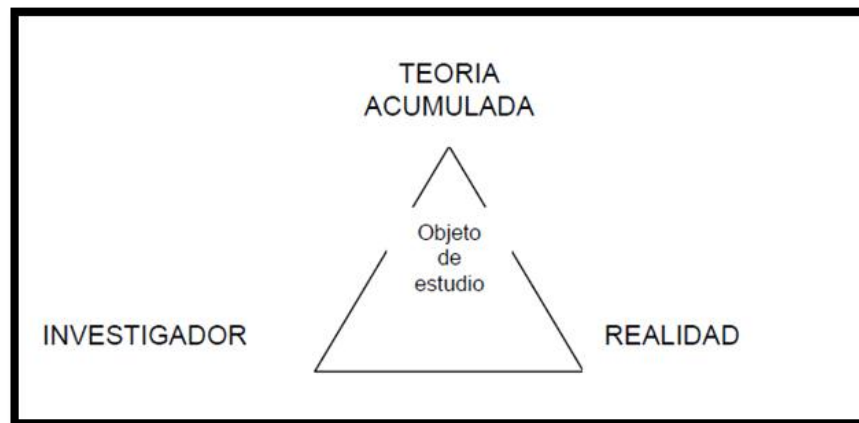 TEORIA
ACUMULADA
Objeto
de
estudio
INVESTIGADOR
REALIDAD